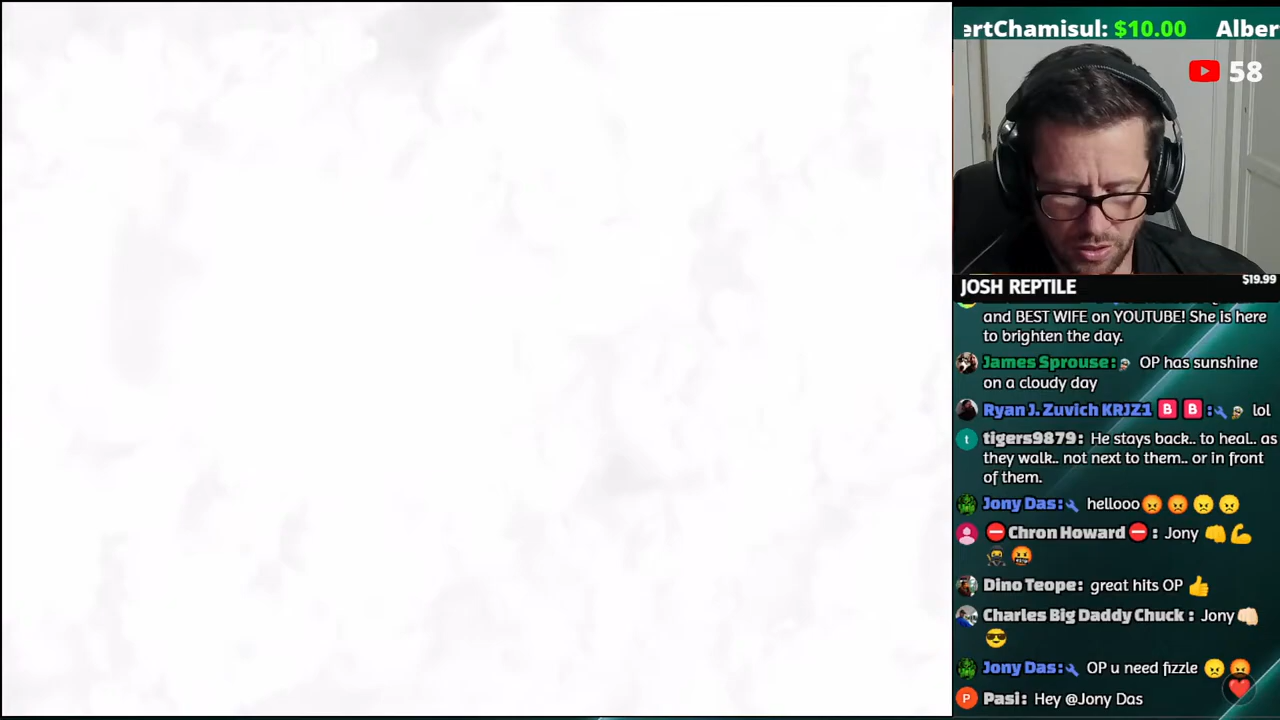 ertChamisul: $10.00 Alber
58
JOSH REPTILE
$19.99
and BEST WIFE on YOUTUBE! She is here
to brighten the day.
James Sprouse: OP has sunshine
on a cloudy day
Ryan J. Zuvich KRJZ1 B B : lol
t tigers9879: He stays back.. to heal.. as
they walk.. not next to them.. or in front
of them.
Jony Das: hellooo😡 😡 😠 😠
⛔ Chron Howard ⛔ : Jony 👊 💪
🥷 🤬
Dino Teope: great hits OP 👍
Charles Big Daddy Chuck : Jony👊🏻
😎
Jony Das: OP u need fizzle 😠 😡
P Pasi: Hey @Jony Das